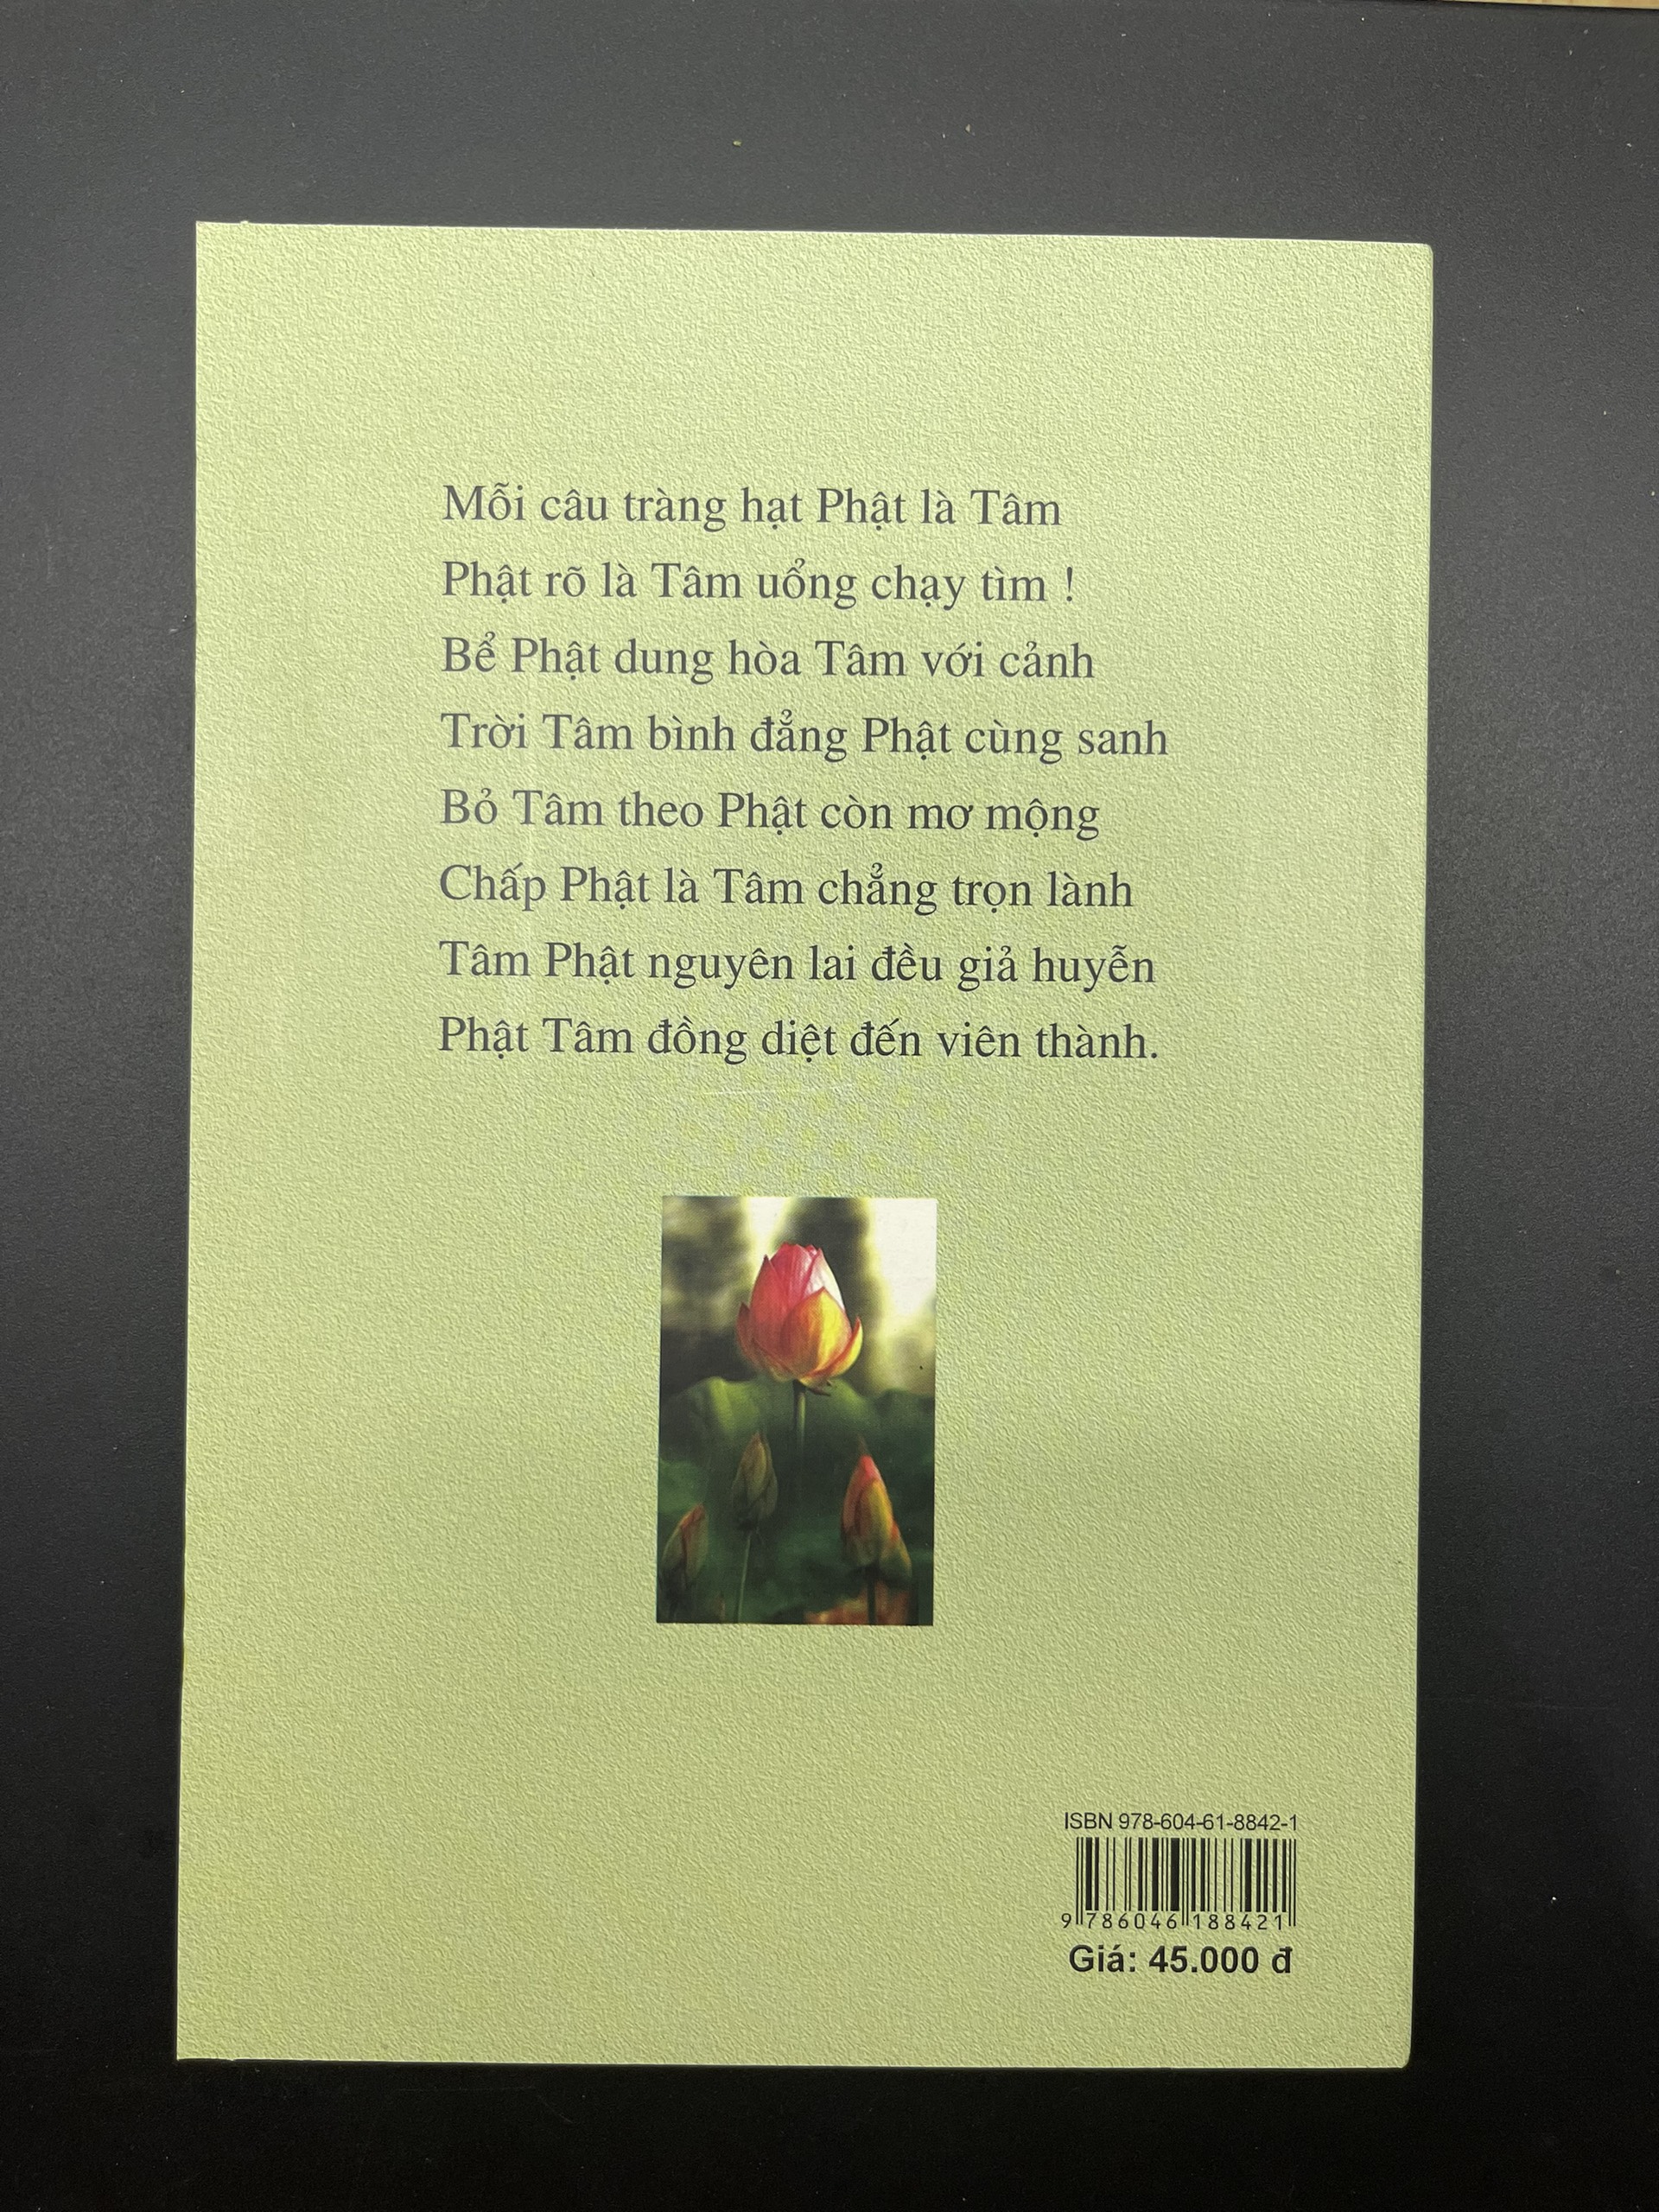 Mỗi câu tràng hạt Phật là Tâm
Phật rõ là Tâm uổng chạy tìm !
Bể Phật dung hòa Tâm với cảnh
Trời Tâm bình đẳng Phật cùng sanh
Bỏ Tâm theo Phật còn mơ mộng
Chấp Phật là Tâm chẳng trọn lành
Tâm Phật nguyên lai đều giả huyễn
Phật Tâm đồng diệt đến viên thành.
ISBN 978-604-61-8842-1
9 786046 188421
Giá: 45.000 đ